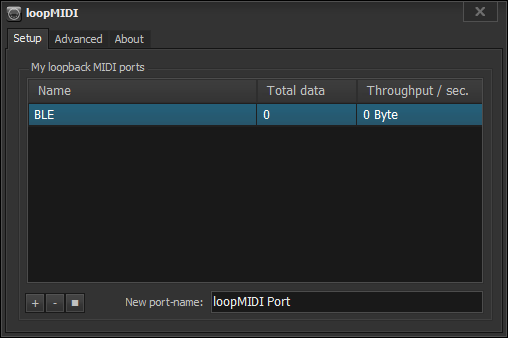 loopMIDI
Setup Advanced About
My loopback MIDI ports
Name Total data Throughput / sec.
BLE 0 0 Byte
+ - New port-name: loopMIDI Port